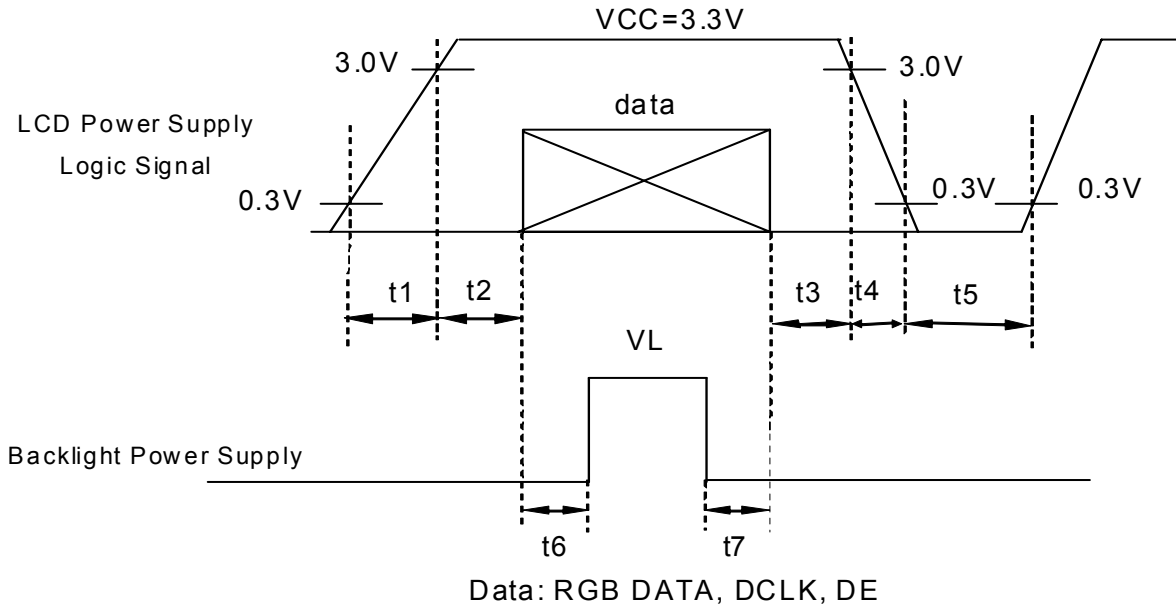 VCC=3.3V
3.0V
3.0V
data
LCD Power Supply
Logic Signal
0.3V
0.3V
0.3V
t1
t2
t3
t4
t5
VL
Backlight Power Supply
t6
t7
Data: RGB DATA, DCLK, DE